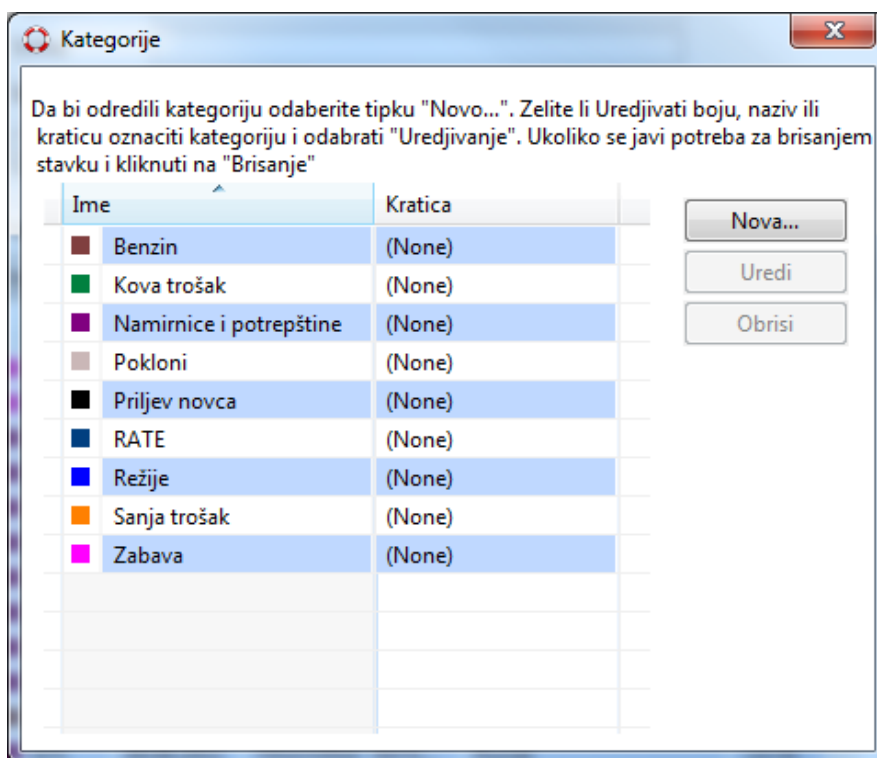 Kategorije
Da bi odredili kategoriju odaberite tipku "Novo...". Zelite li Uredjivati boju, naziv ili
kraticu oznaciti kategoriju i odabrati "Uredjivanje". Ukoliko se javi potreba za brisanjem
stavku i kliknuti na "Brisanje"
Ime Kratica
Nova...
Benzin (None)
Uredi
Kova trošak (None)
Namirnice i potrepštine (None) Obrisi
Pokloni (None)
Priljev novca (None)
RATE (None)
Režije (None)
Sanja trošak (None)
Zabava (None)